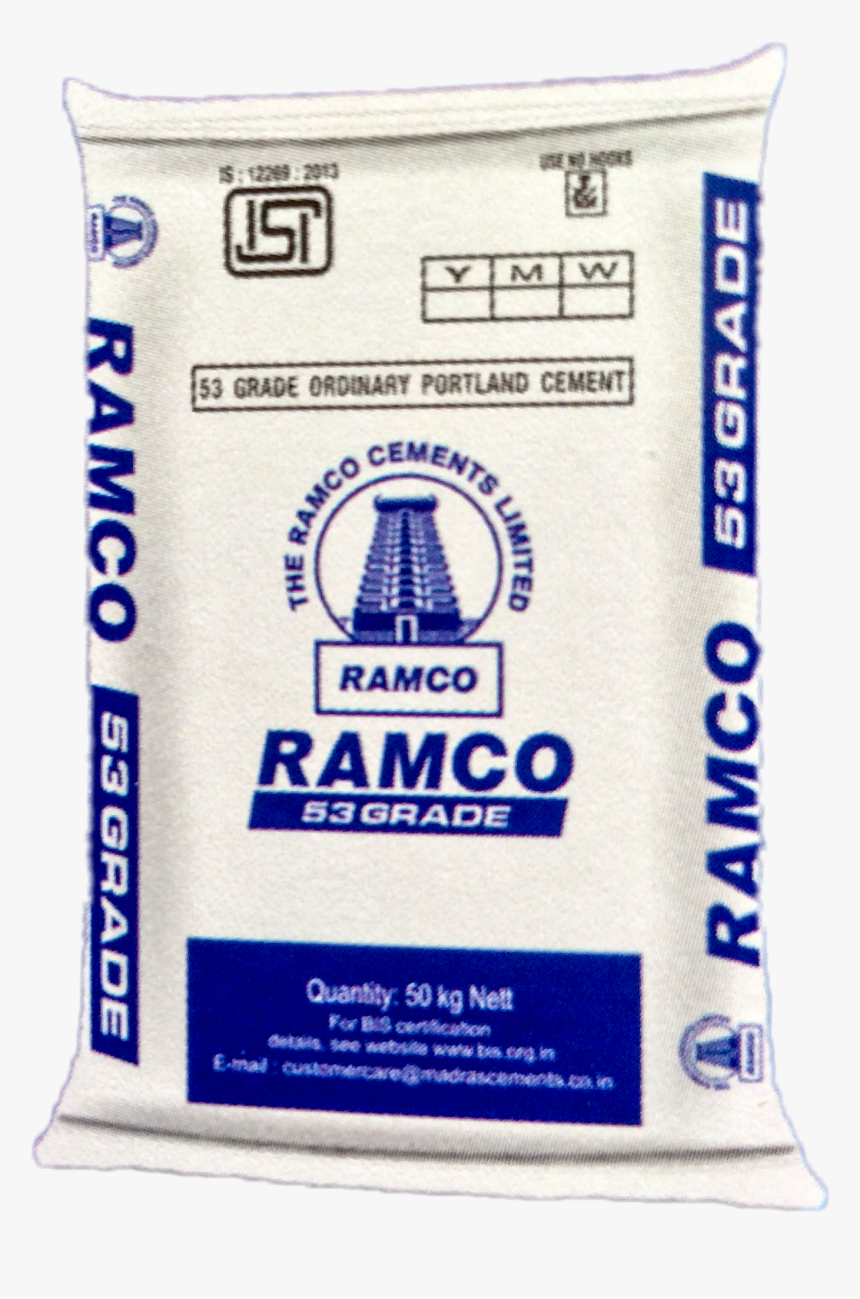 IS : 12269 : 2013
USE NO HOOKS
ISI
Y M W
53 GRADE ORDINARY PORTLAND CEMENT
THE RAMCO CEMENTS LIMITED
RAMCO
RAMCO
53 GRADE
Quantity: 50 kg Nett
For BIS certification
details, see website www.bis.org.in
E-mail : customercare@madrascements.co.in
RAMCO
RAMCO
53 GRADE
53 GRADE
RAMCO